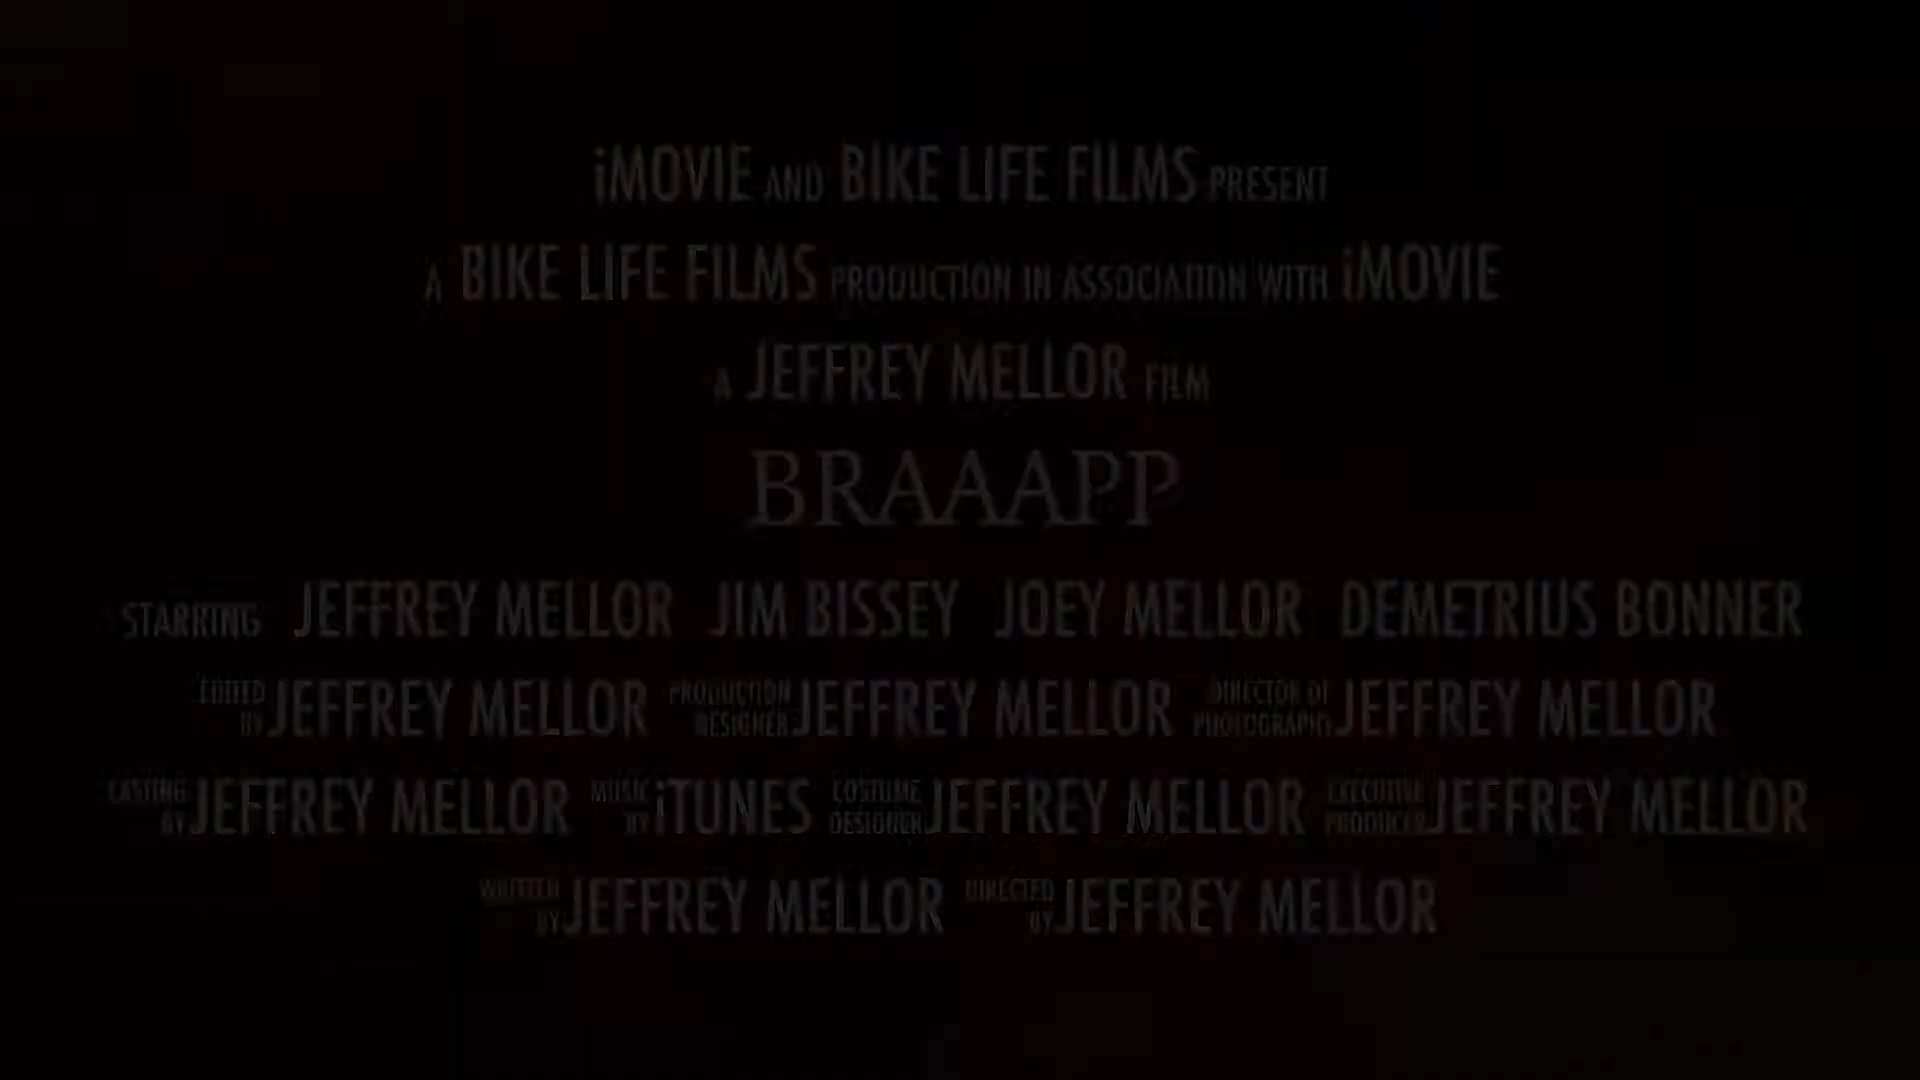 iMOVIE AND BIKE LIFE FILMS PRESENT
A BIKE LIFE FILMS PRODUCTION IN ASSOCIATION WITH iMOVIE
A JEFFREY MELLOR FILM
BRAAAPP
STARRING JEFFREY MELLOR JIM BISSEY JOEY MELLOR DEMETRIUS BONNER
EDITED BY JEFFREY MELLOR PRODUCTION DESIGNER JEFFREY MELLOR DIRECTOR OF PHOTOGRAPHY JEFFREY MELLOR
CASTING BY JEFFREY MELLOR MUSIC BY iTUNES COSTUME DESIGNER JEFFREY MELLOR EXECUTIVE PRODUCER JEFFREY MELLOR
WRITTEN BY JEFFREY MELLOR DIRECTED BY JEFFREY MELLOR